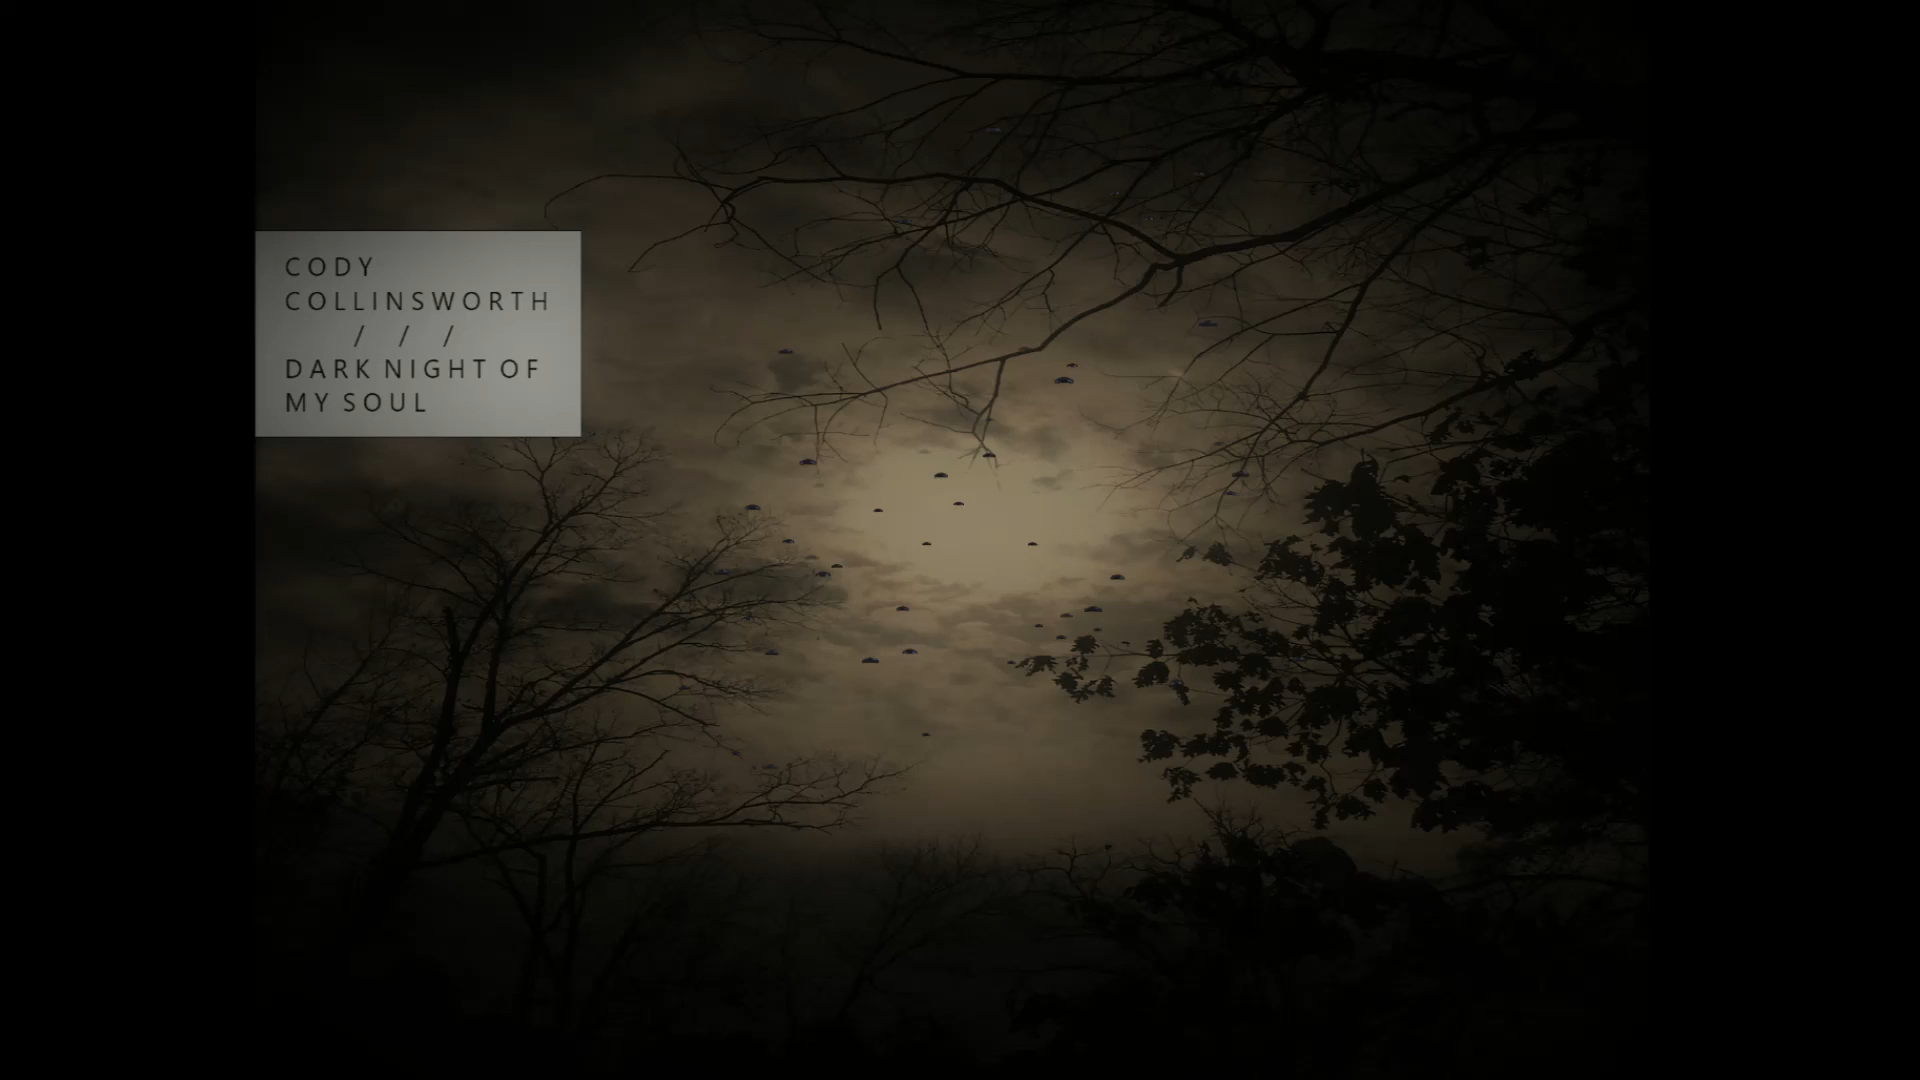 CODY
COLLINSWORTH
/ / /
DARK NIGHT OF
MY SOUL